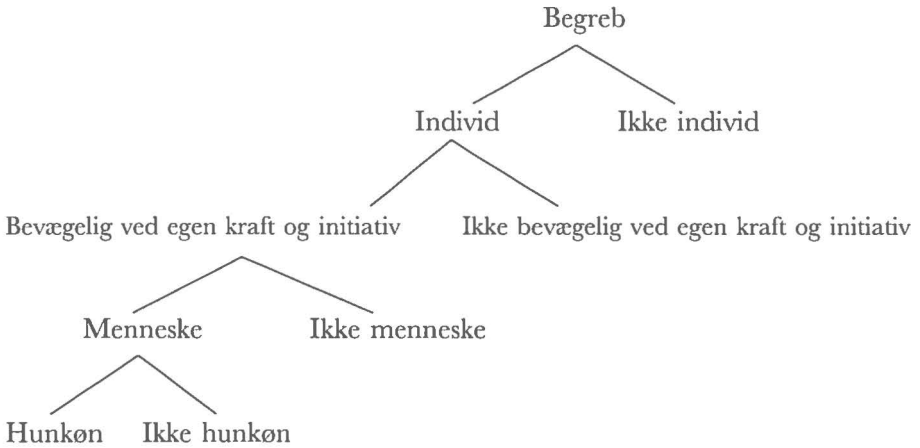 Begreb
Individ Ikke individ
Bevægelig ved egen kraft og initiativ Ikke bevægelig ved egen kraft og initiativ
Menneske Ikke menneske
Hunkøn Ikke hunkøn